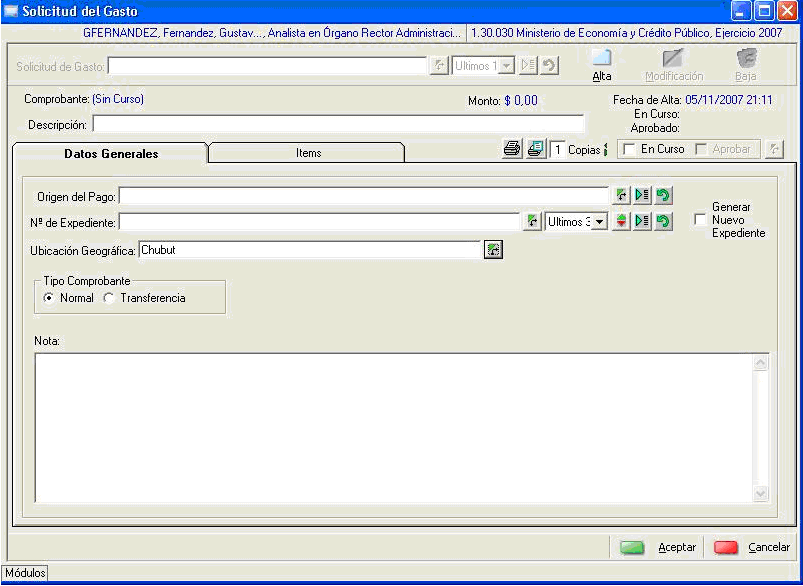 Solicitud del Gasto
GFERNANDEZ, Fernandez, Gustav..., Analista en Órgano Rector Administraci... 1.30.030 Ministerio de Economía y Crédito Público, Ejercicio 2007
Solicitud de Gasto: Ultimos 1
Alta Modificación Baja
Comprobante: (Sin Curso) Monto: $ 0,00 Fecha de Alta: 05/11/2007 21:11
En Curso:
Aprobado:
Descripción:
Datos Generales Items 1 Copias En Curso Aprobar
Origen del Pago:
Nº de Expediente: Ultimos 3 Generar Nuevo Expediente
Ubicación Geográfica: Chubut
Tipo Comprobante
Normal Transferencia
Nota:
Aceptar Cancelar
Módulos